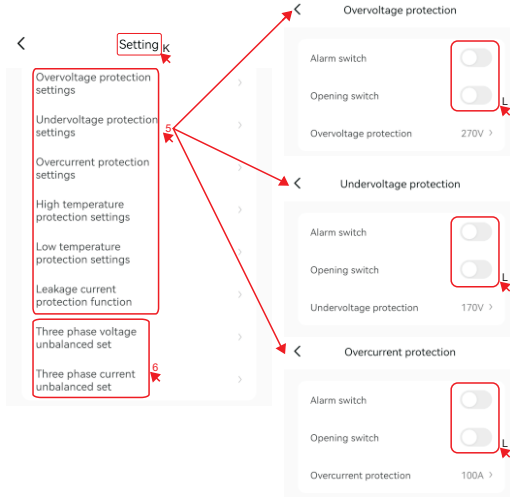 Setting
K
Overvoltage protection
settings
Undervoltage protection
settings
5
Overcurrent protection
settings
High temperature
protection settings
Low temperature
protection settings
Leakage current
protection function
Three phase voltage
unbalanced set
6
Three phase current
unbalanced set
Overvoltage protection
Alarm switch
Opening switch
L
Overvoltage protection 270V
Undervoltage protection
Alarm switch
Opening switch
L
Undervoltage protection 170V
Overcurrent protection
Alarm switch
Opening switch
L
Overcurrent protection 100A